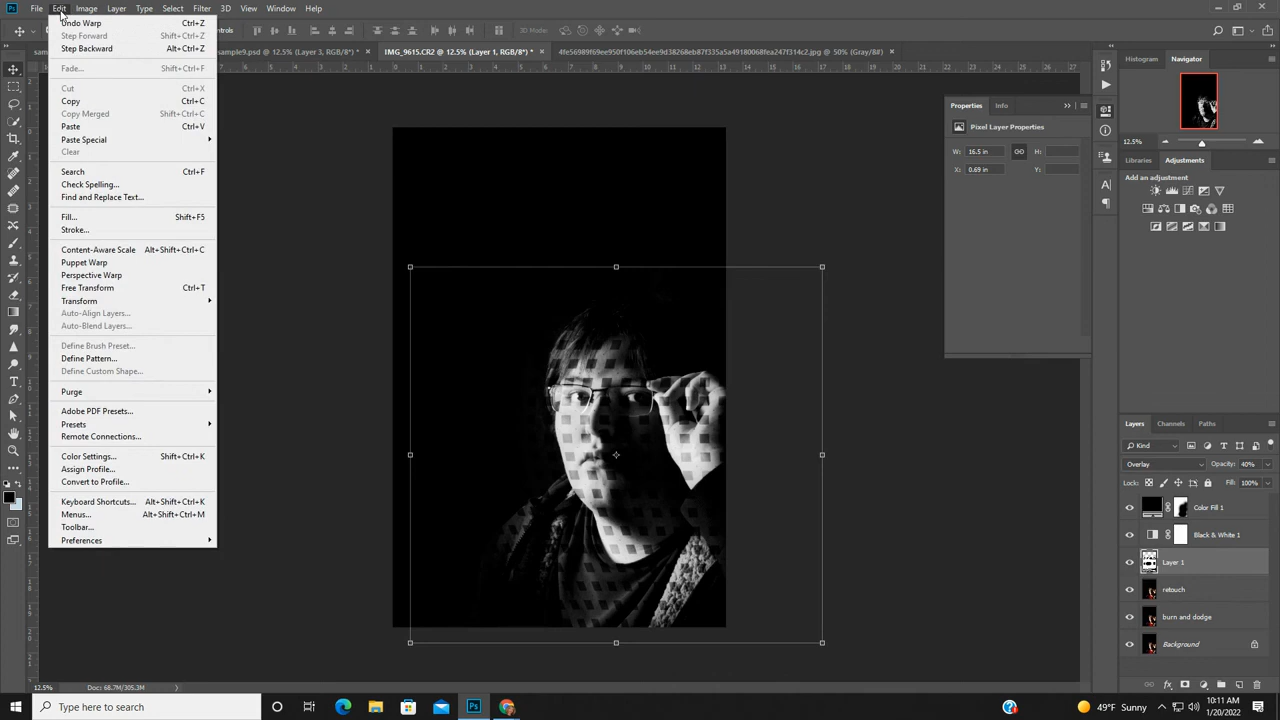 File Edit Image Layer Type Select Filter 3D View Window Help
3D Mode:
sample9.psd @ 12.5% (Layer 3, RGB/8*) * × IMG_9615.CR2 @ 12.5% (Layer 1, RGB/8*) * × 4fe56989f69ee950f106eb54ee9d38268eb87f335a5a4918060fea247f314c2.jpg @ 50% (Gray/8#) ×
Undo Warp Ctrl+Z
Step Forward Shift+Ctrl+Z
Step Backward Alt+Ctrl+Z
Fade... Shift+Ctrl+F
Cut Ctrl+X
Copy Ctrl+C
Copy Merged Shift+Ctrl+C
Paste Ctrl+V
Paste Special
Clear
Search Ctrl+F
Check Spelling...
Find and Replace Text...
Fill... Shift+F5
Stroke...
Content-Aware Scale Alt+Shift+Ctrl+C
Puppet Warp
Perspective Warp
Free Transform Ctrl+T
Transform
Auto-Align Layers...
Auto-Blend Layers...
Define Brush Preset...
Define Pattern...
Define Custom Shape...
Purge
Adobe PDF Presets...
Presets
Remote Connections...
Color Settings... Shift+Ctrl+K
Assign Profile...
Convert to Profile...
Keyboard Shortcuts... Alt+Shift+Ctrl+K
Menus... Alt+Shift+Ctrl+M
Toolbar...
Preferences
Histogram Navigator
12.5%
Properties Info
Pixel Layer Properties
W: 16.5 in H:
X: 0.69 in Y:
Libraries Adjustments
Add an adjustment
Layers Channels Paths
Kind
Overlay Opacity: 40%
Lock: Fill: 100%
Color Fill 1
Black & White 1
Layer 1
retouch
burn and dodge
Background
12.5% Doc: 68.7M/305.3M
Type here to search
49°F Sunny
10:11 AM
1/20/2022